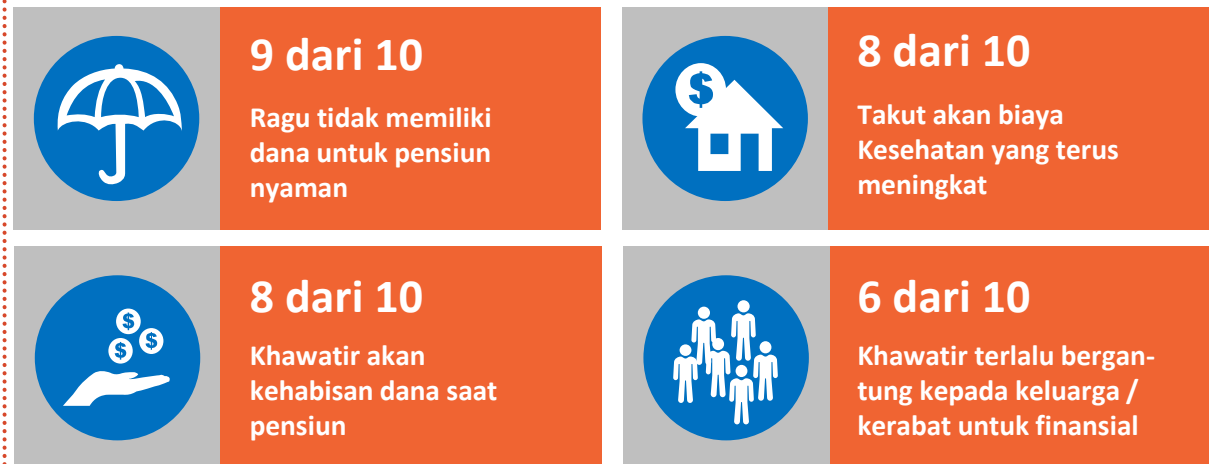 9 dari 10
Ragu tidak memiliki
dana untuk pensiun
nyaman
8 dari 10
Takut akan biaya
Kesehatan yang terus
meningkat
8 dari 10
Khawatir akan
kehabisan dana saat
pensiun
6 dari 10
Khawatir terlalu bergan-
tung kepada keluarga /
kerabat untuk finansial
$
$
$
$